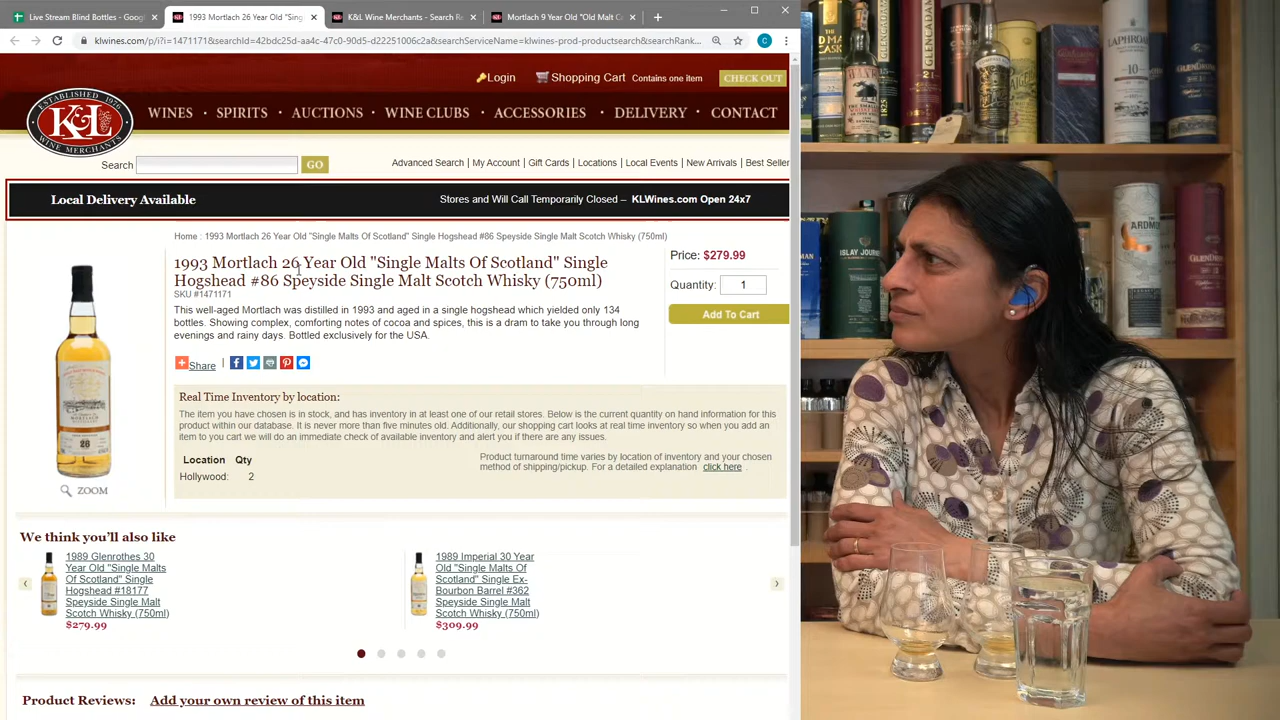 Live Stream Blind Bottles - Goog
1993 Mortlach 26 Year Old "Sing
K&L Wine Merchants - Search R
Mortlach 9 Year Old "Old Malt C
klwines.com/p/i?i=1471171&searchId=42bdc25d-aa4c-47c0-90d5-d22251006c2a&searchServiceName=klwines-prod-productsearch&searchRank...
Login
Shopping Cart Contains one item
CHECK OUT
ESTABLISHED 1976
K&L
WINE MERCHANTS
WINES • SPIRITS • AUCTIONS • WINE CLUBS • ACCESSORIES • DELIVERY • CONTACT
Search
GO
Advanced Search | My Account | Gift Cards | Locations | Local Events | New Arrivals | Best Seller
Local Delivery Available
Stores and Will Call Temporarily Closed – KLWines.com Open 24x7
Home : 1993 Mortlach 26 Year Old "Single Malts Of Scotland" Single Hogshead #86 Speyside Single Malt Scotch Whisky (750ml)
1993 Mortlach 26 Year Old "Single Malts Of Scotland" Single
Hogshead #86 Speyside Single Malt Scotch Whisky (750ml)
SKU #1471171
This well-aged Mortlach was distilled in 1993 and aged in a single hogshead which yielded only 134
bottles. Showing complex, comforting notes of cocoa and spices, this is a dram to take you through long
evenings and rainy days. Bottled exclusively for the USA.
Share
Price: $279.99
Quantity: 1
Add To Cart
MORTLACH
26
Real Time Inventory by location:
The item you have chosen is in stock, and has inventory in at least one of our retail stores. Below is the current quantity on hand information for this
product within our database. It is never more than five minutes old. Additionally, our shopping cart looks at real time inventory so when you add an
item to you cart we will do an immediate check of available inventory and alert you if there are any issues.
Location Qty
Hollywood: 2
Product turnaround time varies by location of inventory and your chosen
method of shipping/pickup. For a detailed explanation click here .
ZOOM
We think you'll also like
1989 Glenrothes 30
Year Old "Single Malts
Of Scotland" Single
Hogshead #18177
Speyside Single Malt
Scotch Whisky (750ml)
$279.99
1989 Imperial 30 Year
Old "Single Malts Of
Scotland" Single Ex-
Bourbon Barrel #362
Speyside Single Malt
Scotch Whisky (750ml)
$309.99
Product Reviews: Add your own review of this item
GLENCADAM
LAPHROAIG
10
ISLAY JOURNEY
ARDMORE